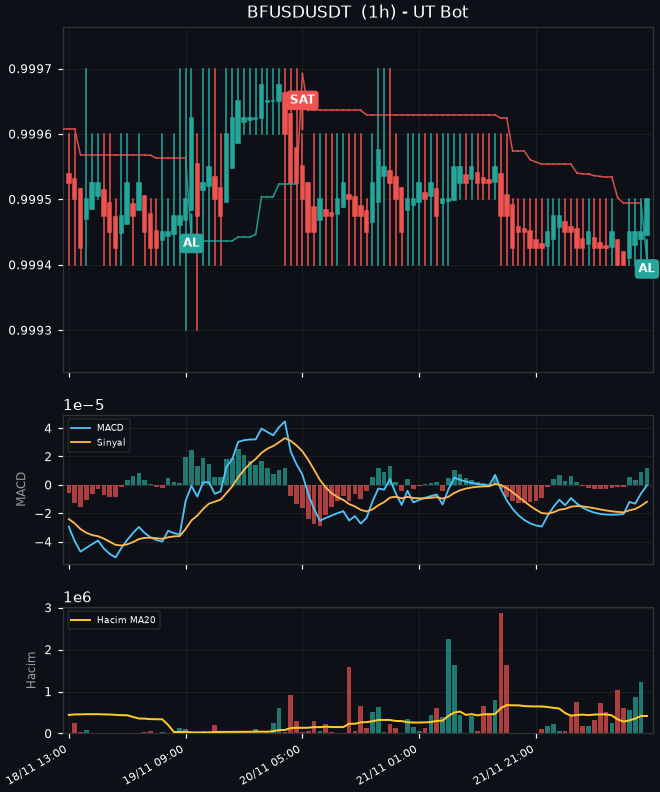 BFUSDUSDT (1h) - UT Bot
0.9997
0.9996
0.9995
0.9994
0.9993
SAT
AL
AL
1e−5
MACD
Sinyal
MACD
4
2
0
−2
−4
1e6
Hacim MA20
Hacim
3
2
1
0
18/11 13:00
19/11 09:00
20/11 05:00
21/11 01:00
21/11 21:00